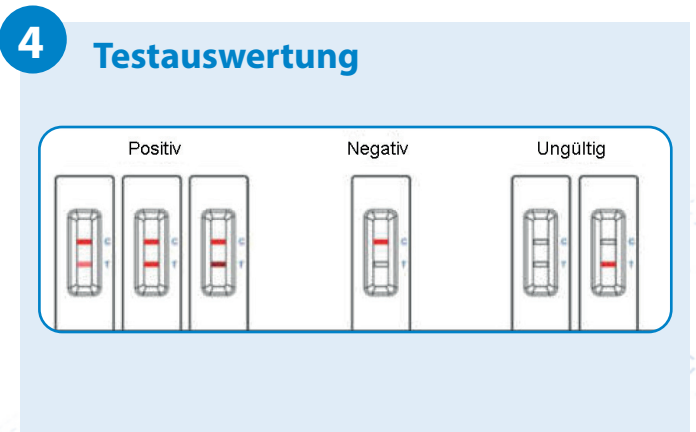 4
Testauswertung
Positiv Negativ Ungültig
C C C C C C
T T T T T T